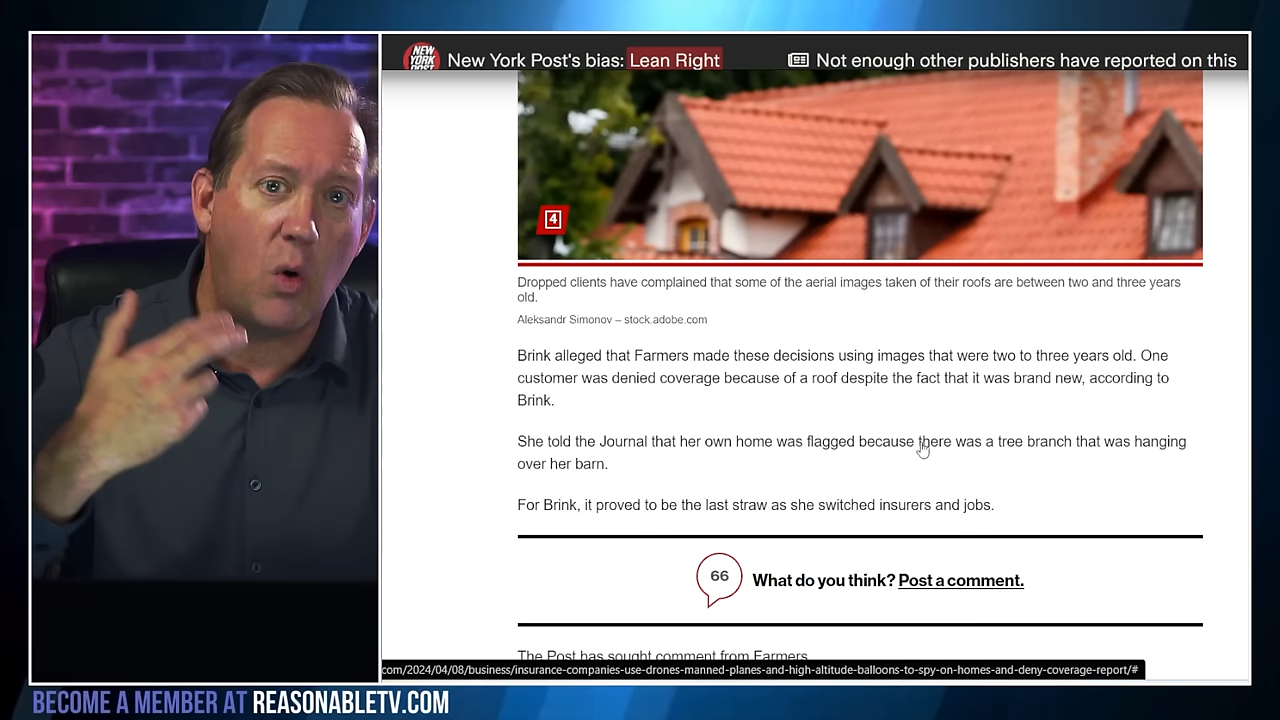 NEW YORK POST
New York Post's bias: Lean Right
Not enough other publishers have reported on this
4
Dropped clients have complained that some of the aerial images taken of their roofs are between two and three years
old.
Aleksandr Simonov – stock.adobe.com
Brink alleged that Farmers made these decisions using images that were two to three years old. One
customer was denied coverage because of a roof despite the fact that it was brand new, according to
Brink.
She told the Journal that her own home was flagged because there was a tree branch that was hanging
over her barn.
For Brink, it proved to be the last straw as she switched insurers and jobs.
66
What do you think? Post a comment.
The Post has sought comment from Farmers
com/2024/04/08/business/insurance-companies-use-drones-manned-planes-and-high-altitude-balloons-to-spy-on-homes-and-deny-coverage-report/#
BECOME A MEMBER AT REASONABLETV.COM